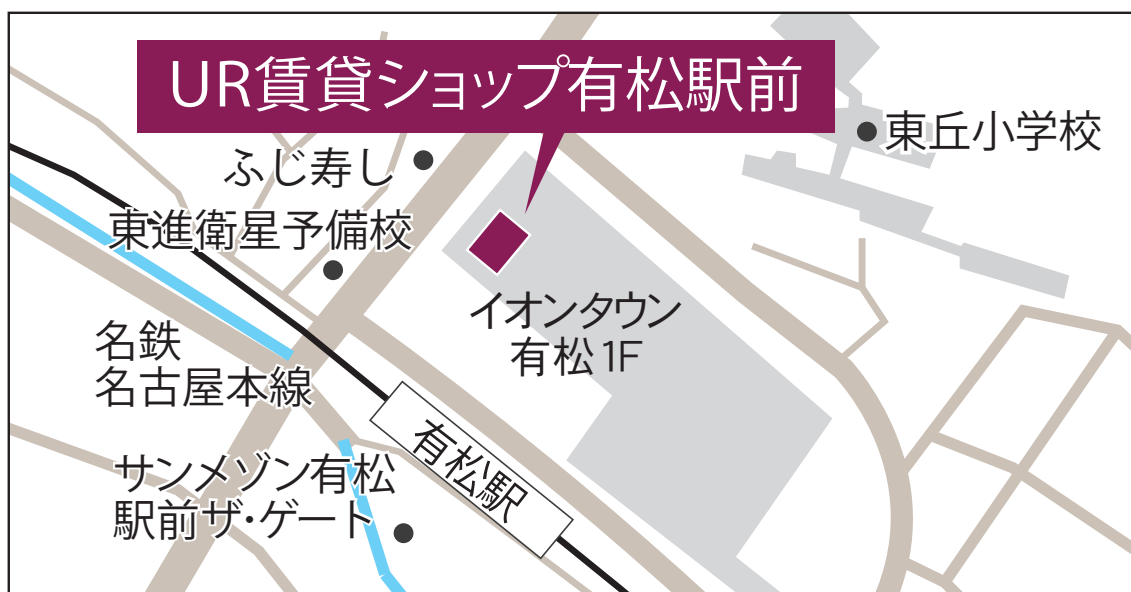 UR賃貸ショップ有松駅前
東丘小学校
ふじ寿し
東進衛星予備校
イオンタウン
有松1F
名鉄
名古屋本線
有松駅
サンメゾン有松
駅前ザ・ゲート